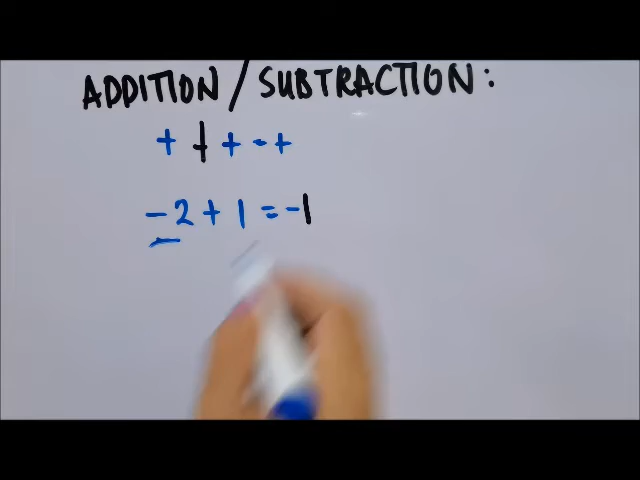 ADDITION / SUBTRACTION:
+ + + = +
-2 + 1 = -1